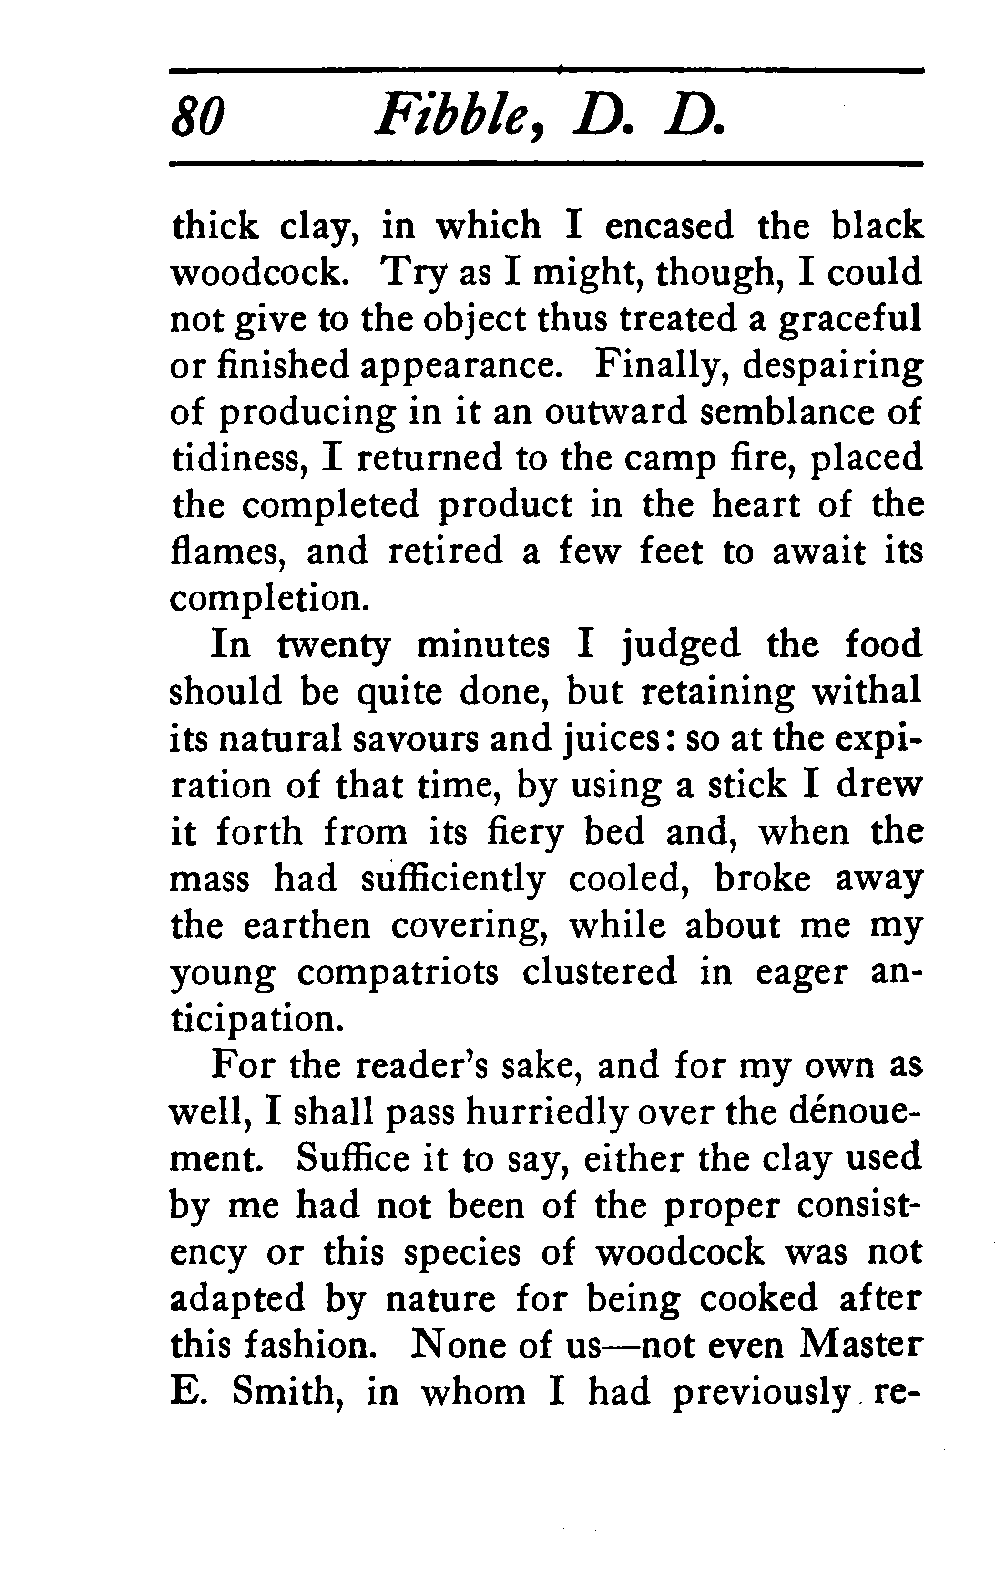 80 Fibble, D. D.
thick clay, in which I encased the black
woodcock. Try as I might, though, I could
not give to the object thus treated a graceful
or finished appearance. Finally, despairing
of producing in it an outward semblance of
tidiness, I returned to the camp fire, placed
the completed product in the heart of the
flames, and retired a few feet to await its
completion.
In twenty minutes I judged the food
should be quite done, but retaining withal
its natural savours and juices: so at the expi-
ration of that time, by using a stick I drew
it forth from its fiery bed and, when the
mass had sufficiently cooled, broke away
the earthen covering, while about me my
young compatriots clustered in eager an-
ticipation.
For the reader's sake, and for my own as
well, I shall pass hurriedly over the dénoue-
ment. Suffice it to say, either the clay used
by me had not been of the proper consist-
ency or this species of woodcock was not
adapted by nature for being cooked after
this fashion. None of us—not even Master
E. Smith, in whom I had previously re-